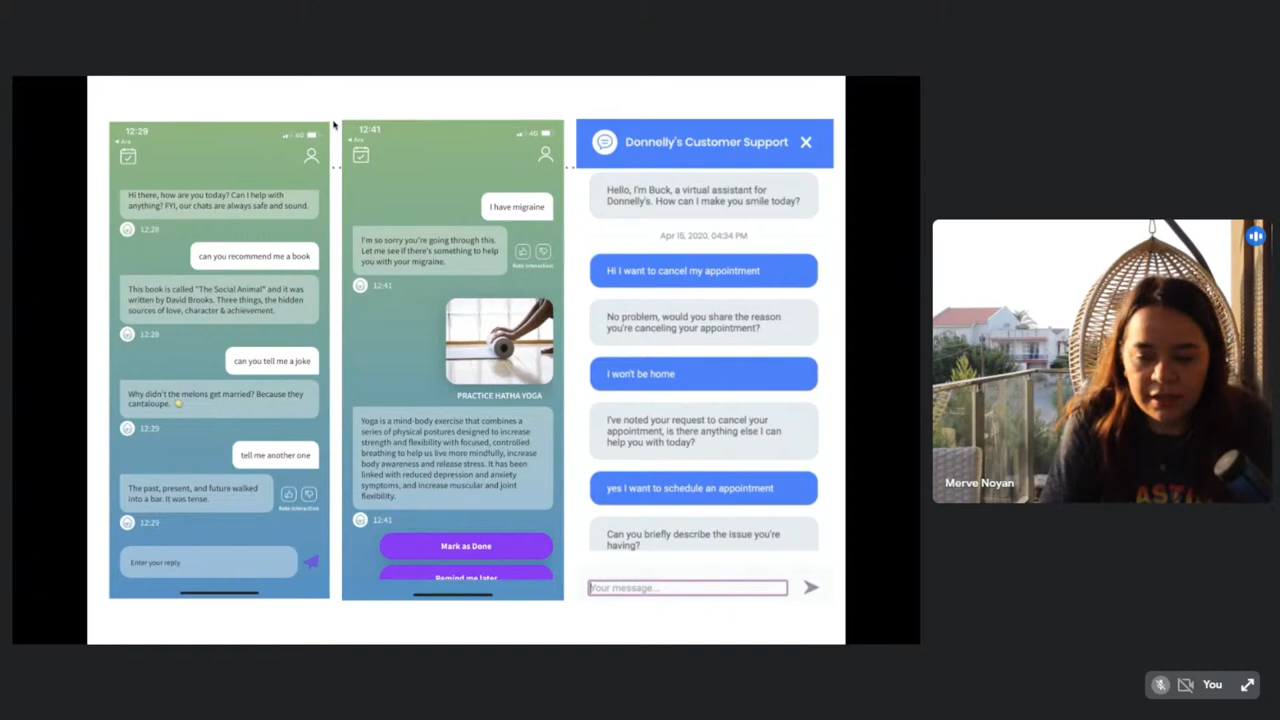 12:29
4G
Ara
Hi there, how are you today? Can I help with
anything? FYI, our chats are always safe and sound.
12:28
can you recommend me a book
This book is called "The Social Animal" and it was
written by David Brooks. Three things, the hidden
sources of love, character & achievement.
12:29
can you tell me a joke
Why didn't the melons get married? Because they
cantaloupe.
12:29
tell me another one
The past, present, and future walked
into a bar. It was tense.
Rate Interaction
12:29
Enter your reply
12:41
4G
Ara
I have migraine
I'm so sorry you're going through this.
Let me see if there's something to help
you with your migraine.
Rate Interaction
12:41
PRACTICE HATHA YOGA
Yoga is a mind-body exercise that combines a
series of physical postures designed to increase
strength and flexibility with focused, controlled
breathing to help us live more mindfully, increase
body awareness and release stress. It has been
linked with reduced depression and anxiety
symptoms, and increase muscular and joint
flexibility.
12:41
Mark as Done
Remind me later
Donnelly's Customer Support
Hello, I'm Buck, a virtual assistant for
Donnelly's. How can I make you smile today?
Apr 15, 2020, 04:34 PM
Hi I want to cancel my appointment
No problem, would you share the reason
you're canceling your appointment?
I won't be home
I've noted your request to cancel your
appointment, is there anything else I can
help you with today?
yes I want to schedule an appointment
Can you briefly describe the issue you're
having?
Your message...
Merve Noyan
You